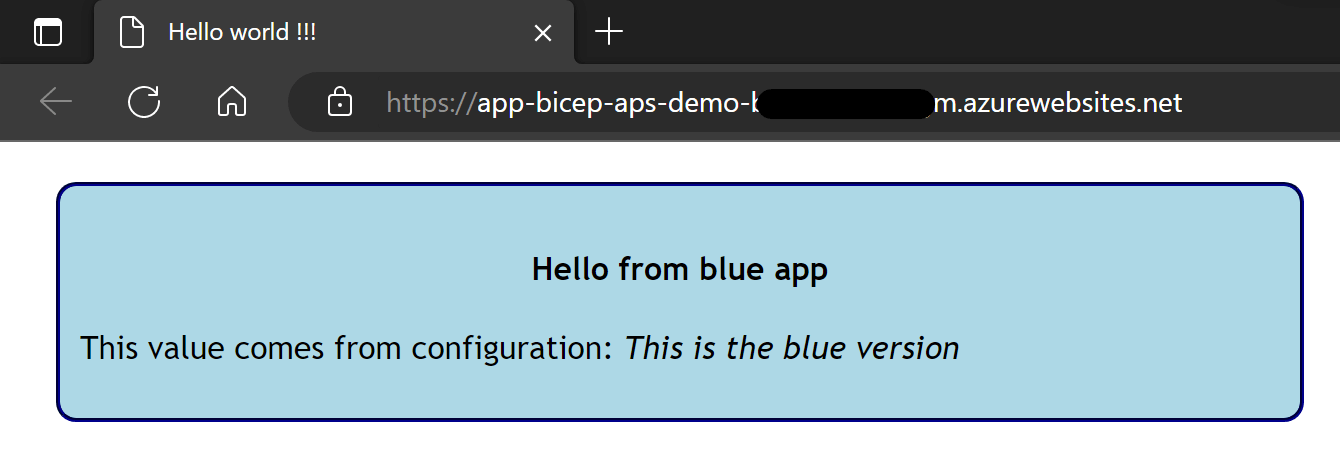 Hello world !!!
https://app-bicep-aps-demo-b m.azurewebsites.net
Hello from blue app
This value comes from configuration: This is the blue version